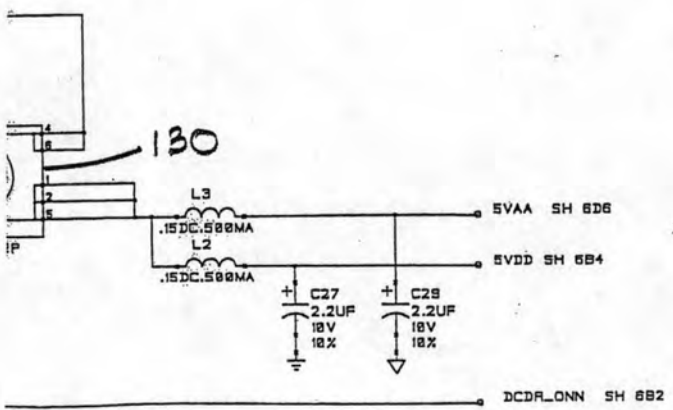 4
6
130
1
2
5
P
L3
.15DC.500MA
L2
.15DC.500MA
5VAA SH 6D6
5VDD SH 6B4
+ C27
2.2UF
10V
10%
+ C29
2.2UF
10V
10%
DCDR_ONN SH 6B2